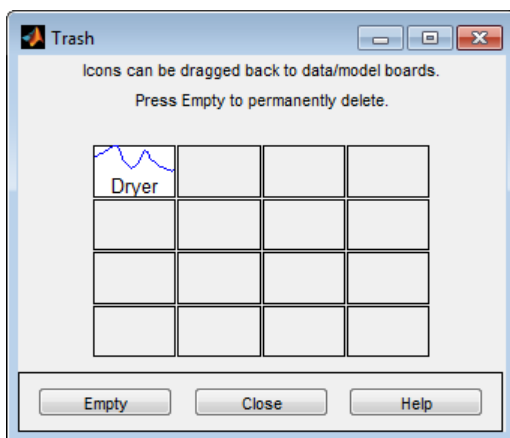 Trash
Icons can be dragged back to data/model boards.
Press Empty to permanently delete.
Dryer
Empty Close Help